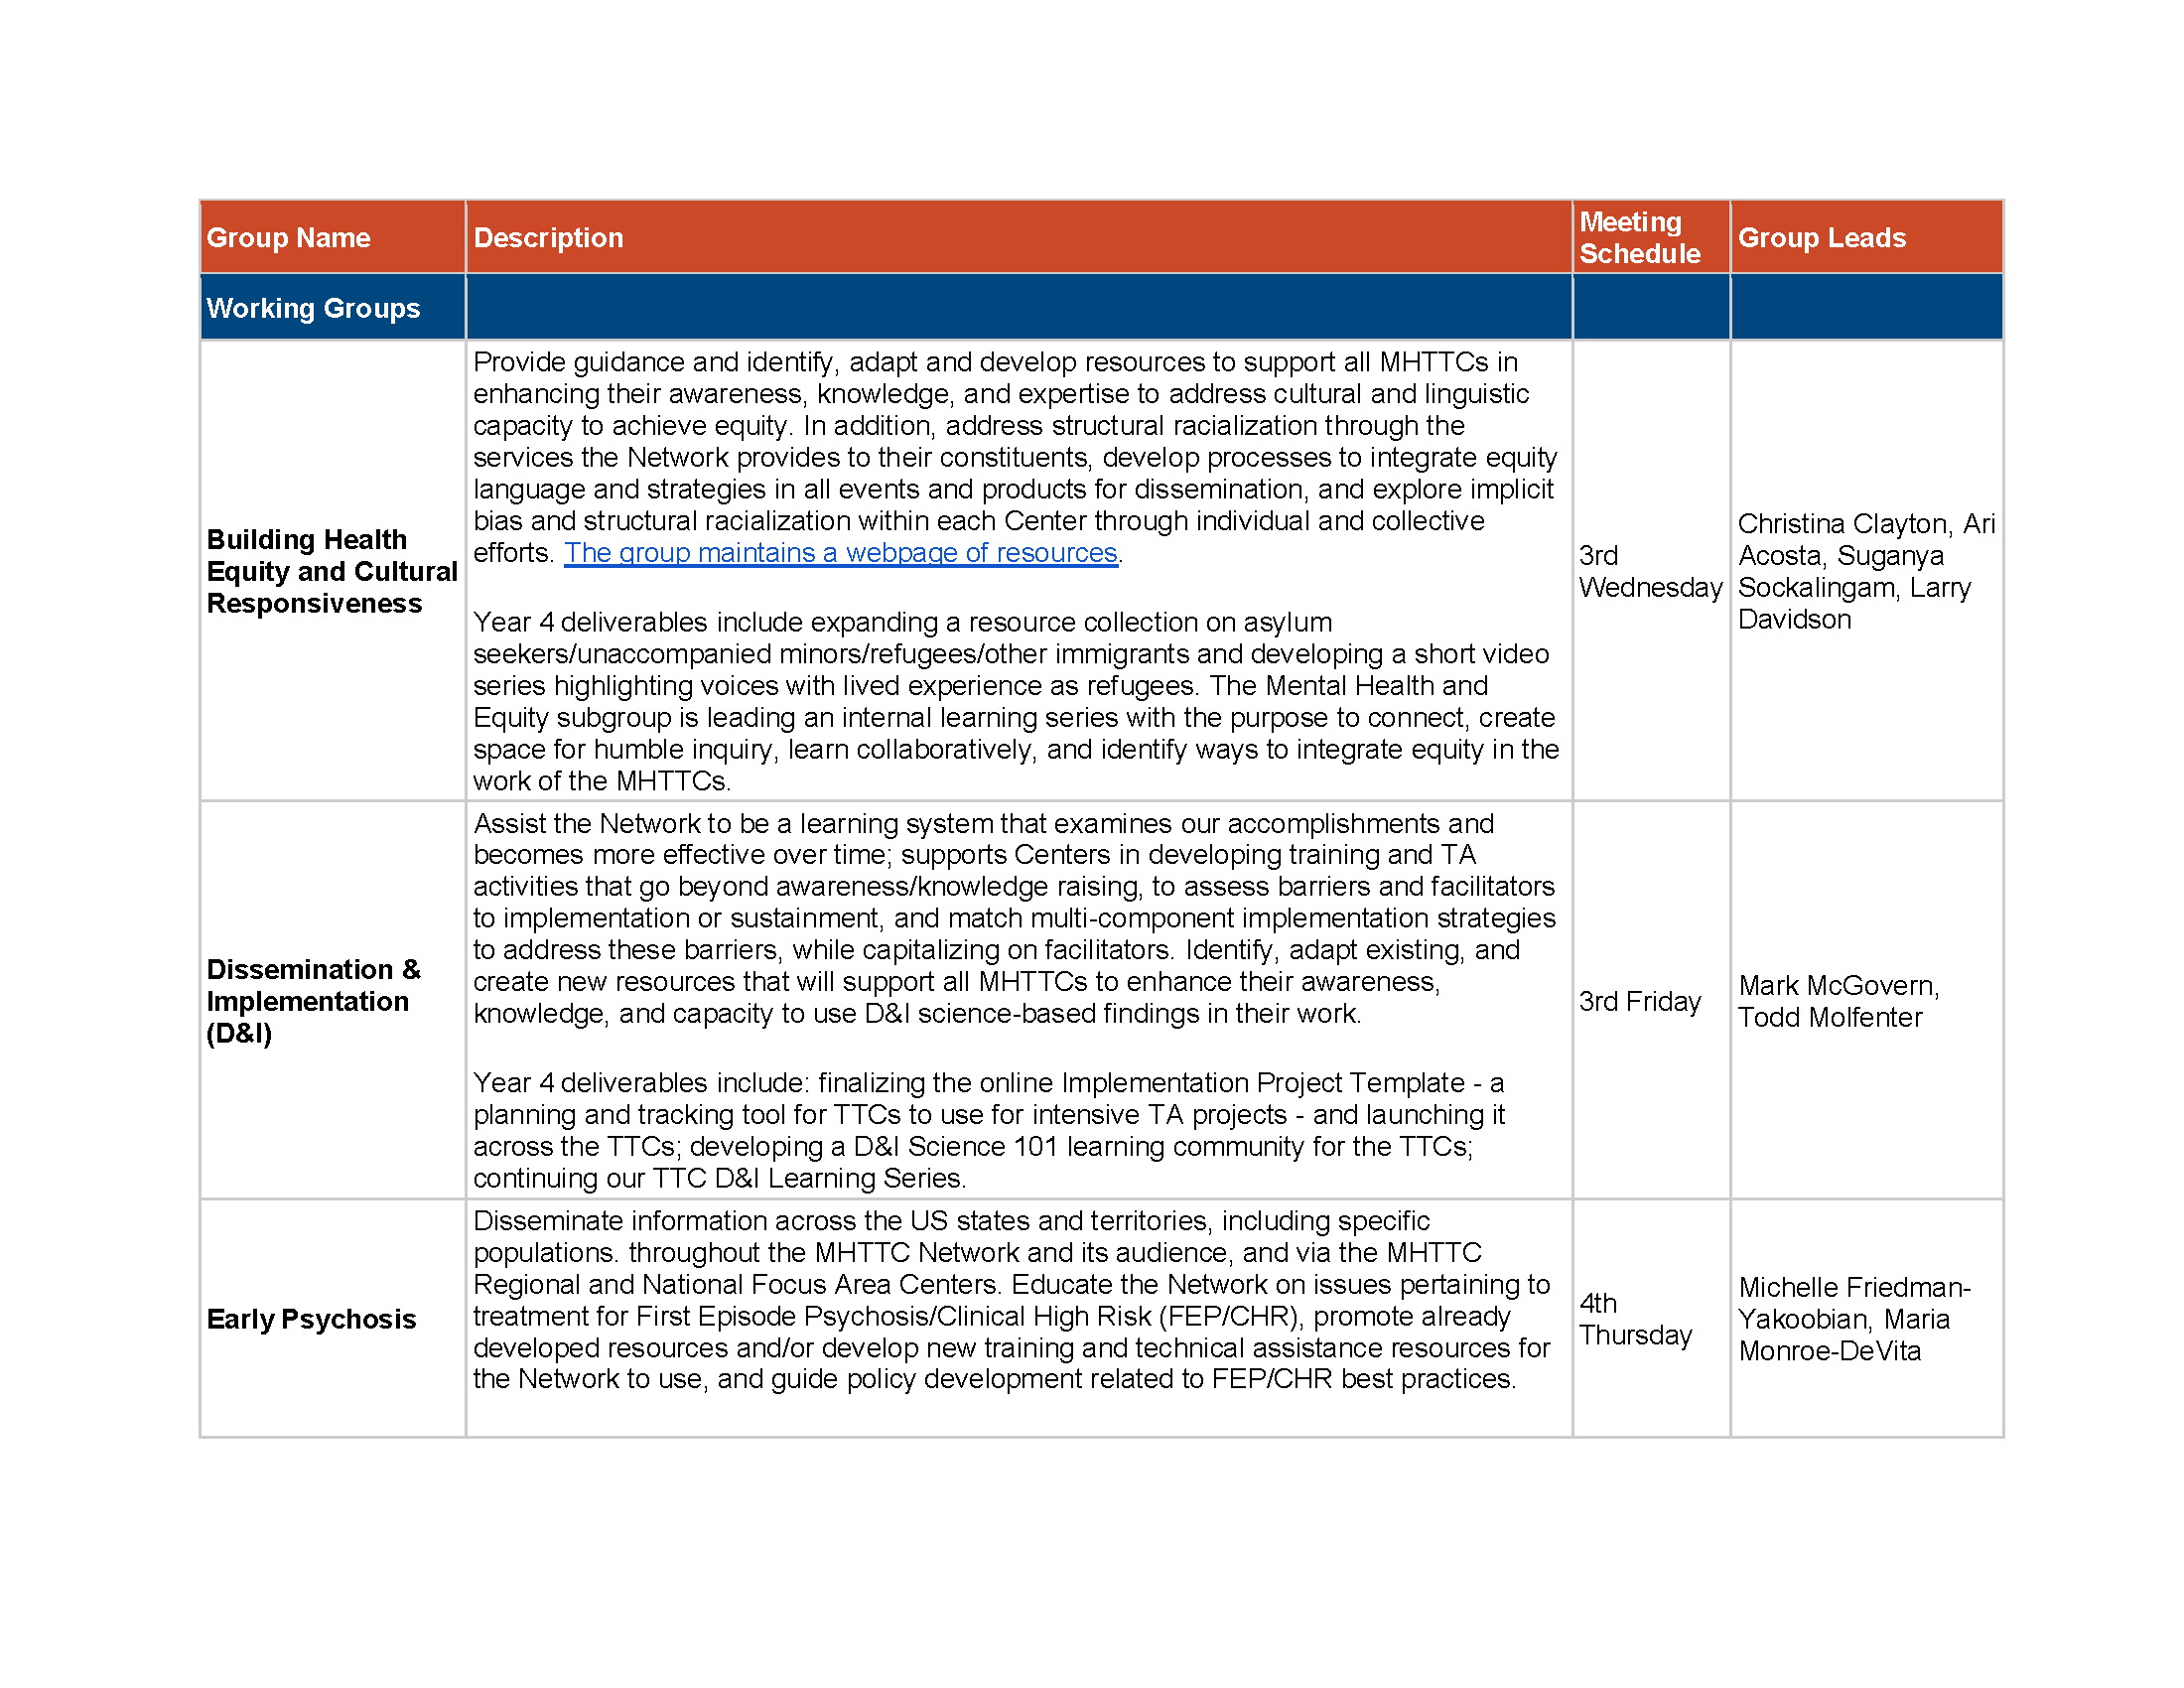 Group Name
Description
Meeting
Schedule
Group Leads
Working Groups
Building Health
Equity and Cultural
Responsiveness
Provide guidance and identify, adapt and develop resources to support all MHTTCs in
enhancing their awareness, knowledge, and expertise to address cultural and linguistic
capacity to achieve equity. In addition, address structural racialization through the
services the Network provides to their constituents, develop processes to integrate equity
language and strategies in all events and products for dissemination, and explore implicit
bias and structural racialization within each Center through individual and collective
efforts. The group maintains a webpage of resources.
Year 4 deliverables include expanding a resource collection on asylum
seekers/unaccompanied minors/refugees/other immigrants and developing a short video
series highlighting voices with lived experience as refugees. The Mental Health and
Equity subgroup is leading an internal learning series with the purpose to connect, create
space for humble inquiry, learn collaboratively, and identify ways to integrate equity in the
work of the MHTTCs.
3rd
Wednesday
Christina Clayton, Ari
Acosta, Suganya
Sockalingam, Larry
Davidson
Dissemination &
Implementation
(D&I)
Assist the Network to be a learning system that examines our accomplishments and
becomes more effective over time; supports Centers in developing training and TA
activities that go beyond awareness/knowledge raising, to assess barriers and facilitators
to implementation or sustainment, and match multi-component implementation strategies
to address these barriers, while capitalizing on facilitators. Identify, adapt existing, and
create new resources that will support all MHTTCs to enhance their awareness,
knowledge, and capacity to use D&I science-based findings in their work.
Year 4 deliverables include: finalizing the online Implementation Project Template - a
planning and tracking tool for TTCs to use for intensive TA projects - and launching it
across the TTCs; developing a D&I Science 101 learning community for the TTCs;
continuing our TTC D&I Learning Series.
3rd Friday
Mark McGovern,
Todd Molfenter
Early Psychosis
Disseminate information across the US states and territories, including specific
populations. throughout the MHTTC Network and its audience, and via the MHTTC
Regional and National Focus Area Centers. Educate the Network on issues pertaining to
treatment for First Episode Psychosis/Clinical High Risk (FEP/CHR), promote already
developed resources and/or develop new training and technical assistance resources for
the Network to use, and guide policy development related to FEP/CHR best practices.
4th
Thursday
Michelle Friedman-
Yakoobian, Maria
Monroe-DeVita